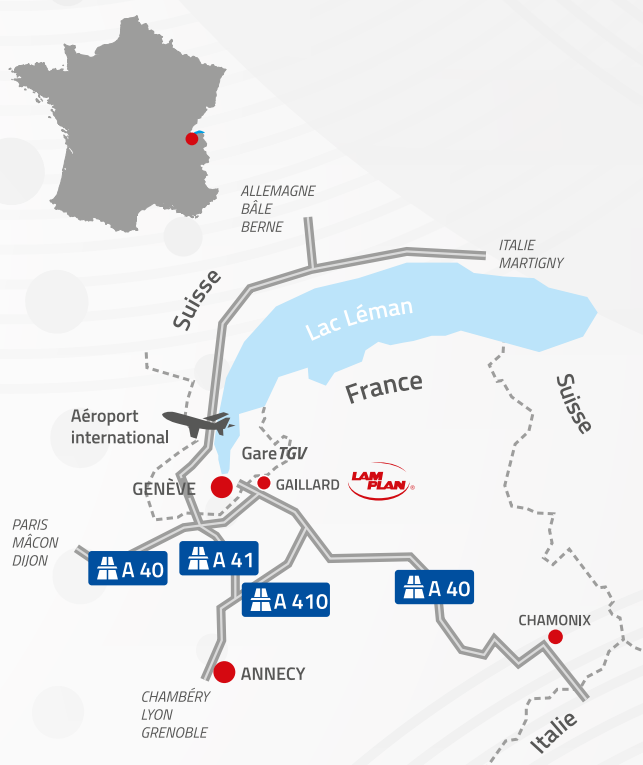 ALLEMAGNE
BÂLE
BERNE
ITALIE
MARTIGNY
Suisse
Lac Léman
France
Suisse
Aéroport
international
Gare TGV
GENÈVE
GAILLARD
LAM
PLAN®
PARIS
MÂCON
DIJON
A 40
A 41
A 410
A 40
CHAMONIX
ANNECY
CHAMBÉRY
LYON
GRENOBLE
Italie